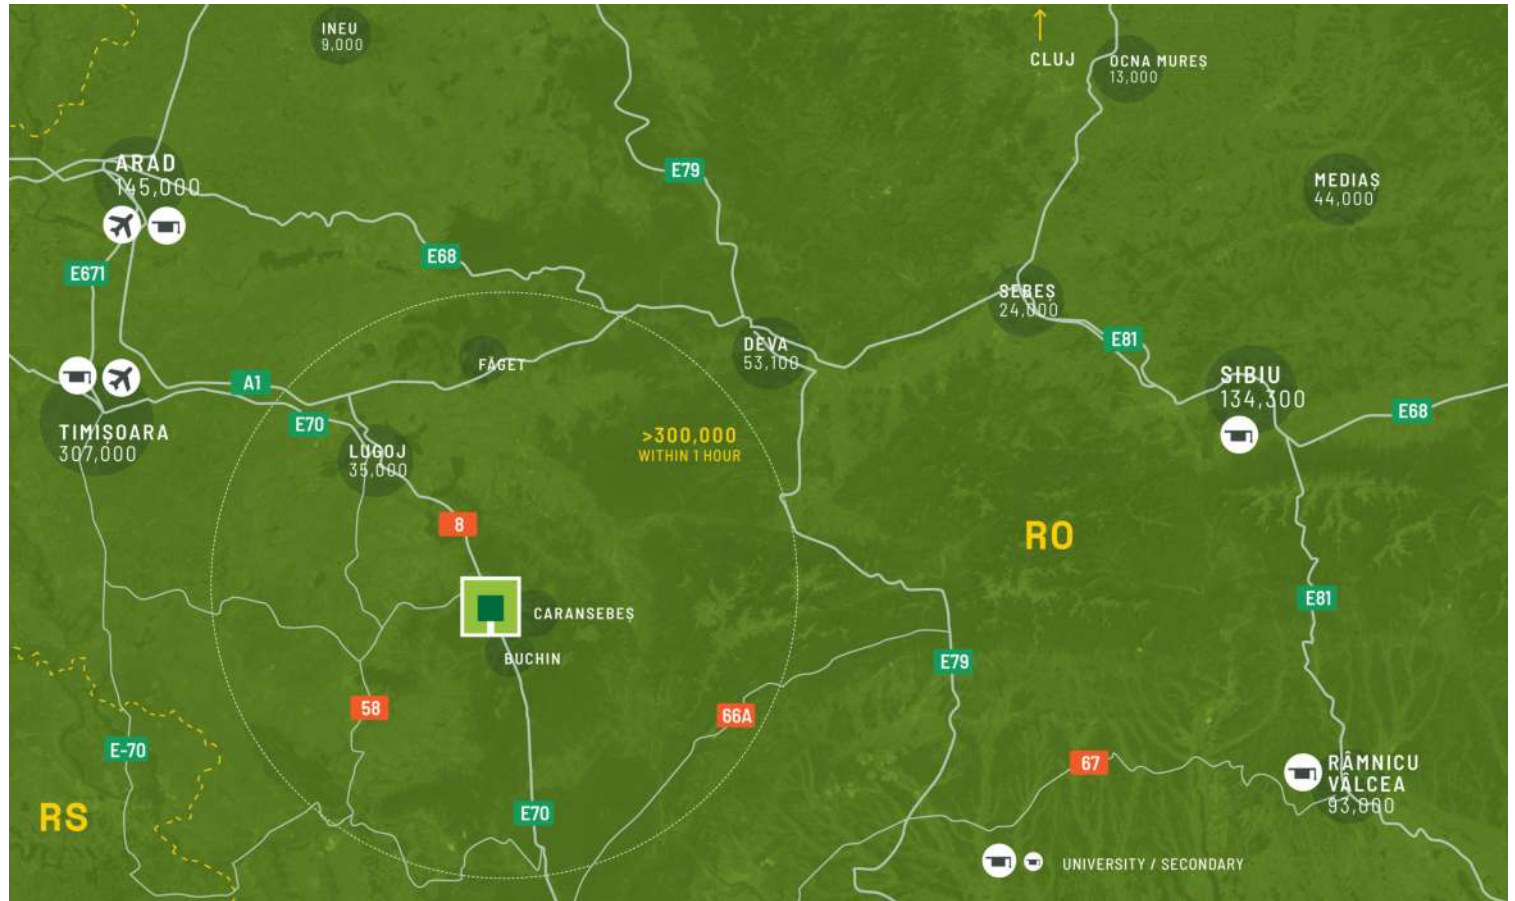 INEU
9,000
CLUJ
OCNA MUREȘ
13,000
ARAD
145,000
E79
MEDIAȘ
44,000
E68
E671
SEBEȘ
24,000
DEVA
53,100
E81
FĂGET
A1
SIBIU
134,300
E68
E70
TIMIȘOARA
307,000
>300,000
WITHIN 1 HOUR
LUGOJ
35,000
8
RO
CARANSEBEȘ
E81
BUCHIN
E79
58
66A
E-70
67
RÂMNICU
VÂLCEA
93,000
RS
E70
UNIVERSITY / SECONDARY